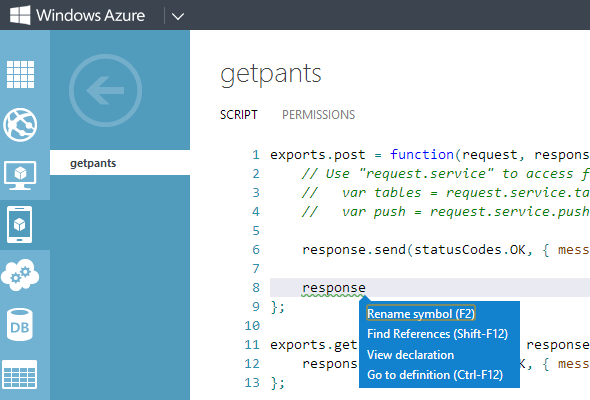 Windows Azure
getpants
SCRIPT PERMISSIONS
getpants
1 exports.post = function(request, respons
2 // Use "request.service" to access f
3 // var tables = request.service.ta
4 // var push = request.service.push
5
6 response.send(statusCodes.OK, { mess
7
8 response
9 };
Rename symbol (F2)
Find References (Shift-F12)
View declaration
Go to definition (Ctrl-F12)
10
11 exports.get respons
12 respons K, { mess
13 };
DB